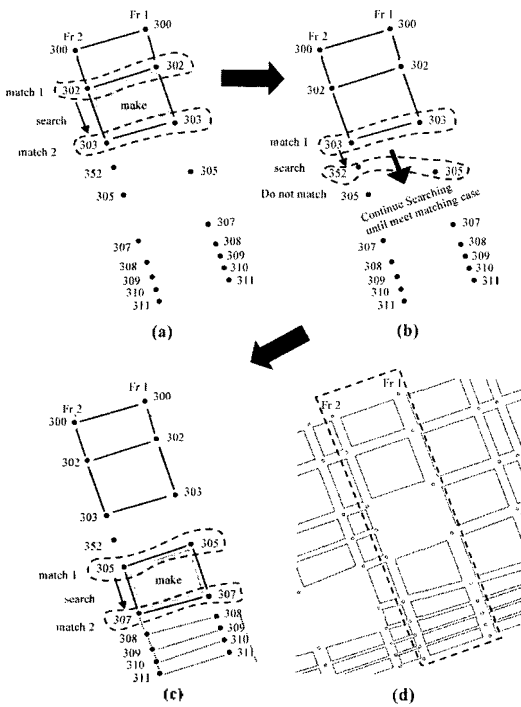 Fr 1
Fr 2
300
300
302
match 1
302
make
search
303
303
match 2
352
305
305
307
307
308
308
309
309
310
310
311
311
(a)
Fr 1
Fr 2
300
300
302
302
match 1
303
303
search
352
305
Do not match
305
Continue Searching
until meet matching case
307
307
308
308
309
309
310
310
311
311
(b)
Fr 1
300
Fr 2
300
302
302
303
303
352
305
match 1
305
make
search
307
307
match 2
308
308
309
309
310
310
311
311
(c)
Fr 1
Fr 2
(d)